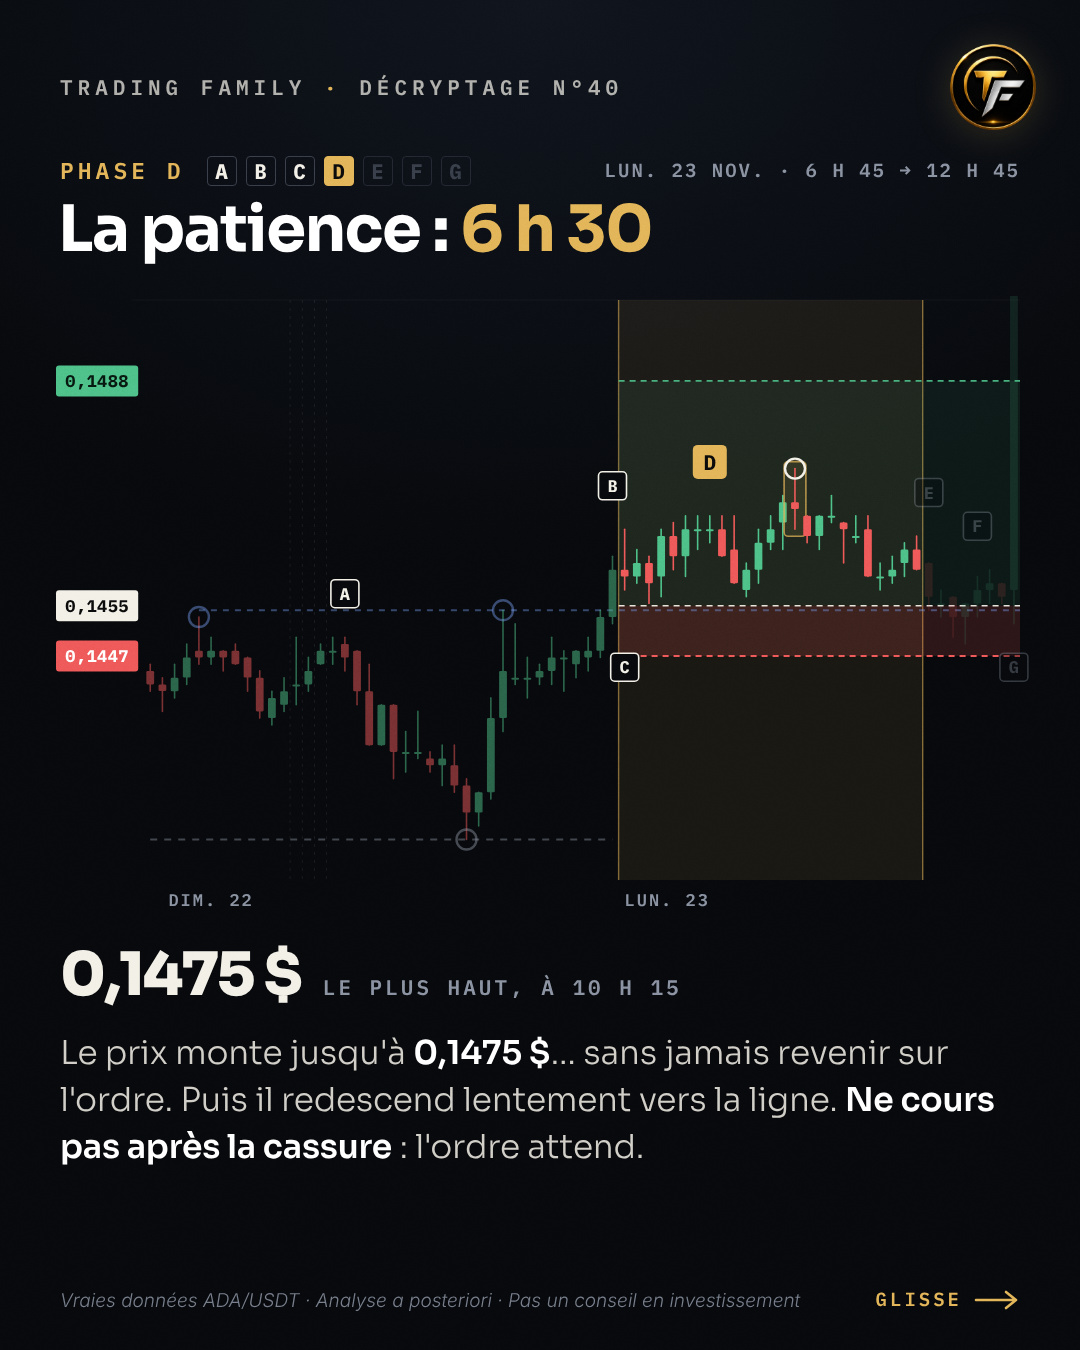 TRADING FAMILY · DÉCRYPTAGE N°40
TF
PHASE D A B C D E F G
LUN. 23 NOV. · 6 H 45 → 12 H 45
La patience : 6 h 30
0,1488
D
B
E
F
A
0,1455
0,1447
C
G
DIM. 22
LUN. 23
0,1475 $ LE PLUS HAUT, À 10 H 15
Le prix monte jusqu'à 0,1475 $... sans jamais revenir sur
l'ordre. Puis il redescend lentement vers la ligne. Ne cours
pas après la cassure : l'ordre attend.
Vraies données ADA/USDT · Analyse a posteriori · Pas un conseil en investissement
GLISSE →